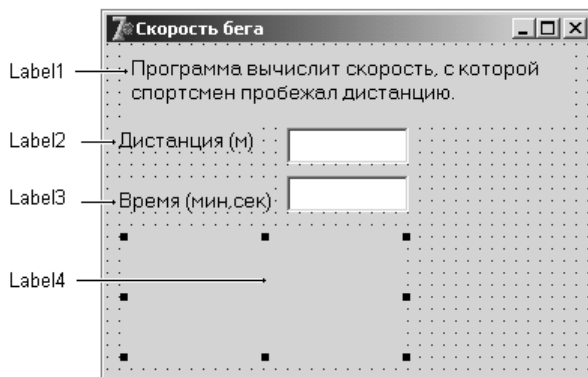 Скорость бега
Label1
Программа вычислит скорость, с которой
спортсмен пробежал дистанцию.
Label2
Дистанция (м)
Label3
Время (мин,сек)
Label4